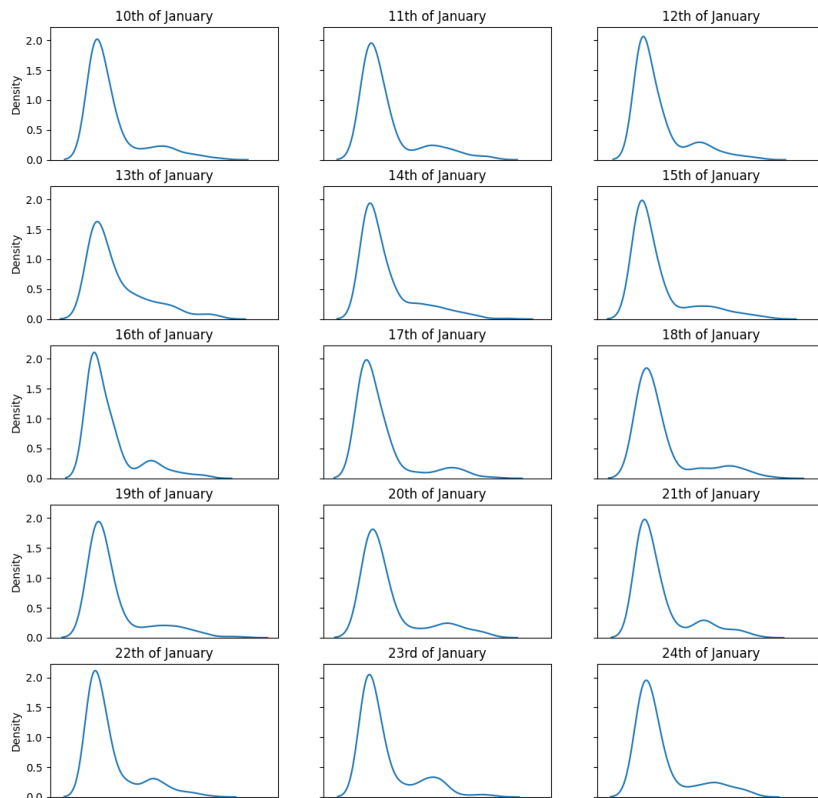 10th of January
11th of January
12th of January
Density
2.0
1.5
1.0
0.5
0.0
13th of January
14th of January
15th of January
Density
2.0
1.5
1.0
0.5
0.0
16th of January
17th of January
18th of January
Density
2.0
1.5
1.0
0.5
0.0
19th of January
20th of January
21th of January
Density
2.0
1.5
1.0
0.5
0.0
22th of January
23rd of January
24th of January
Density
2.0
1.5
1.0
0.5
0.0